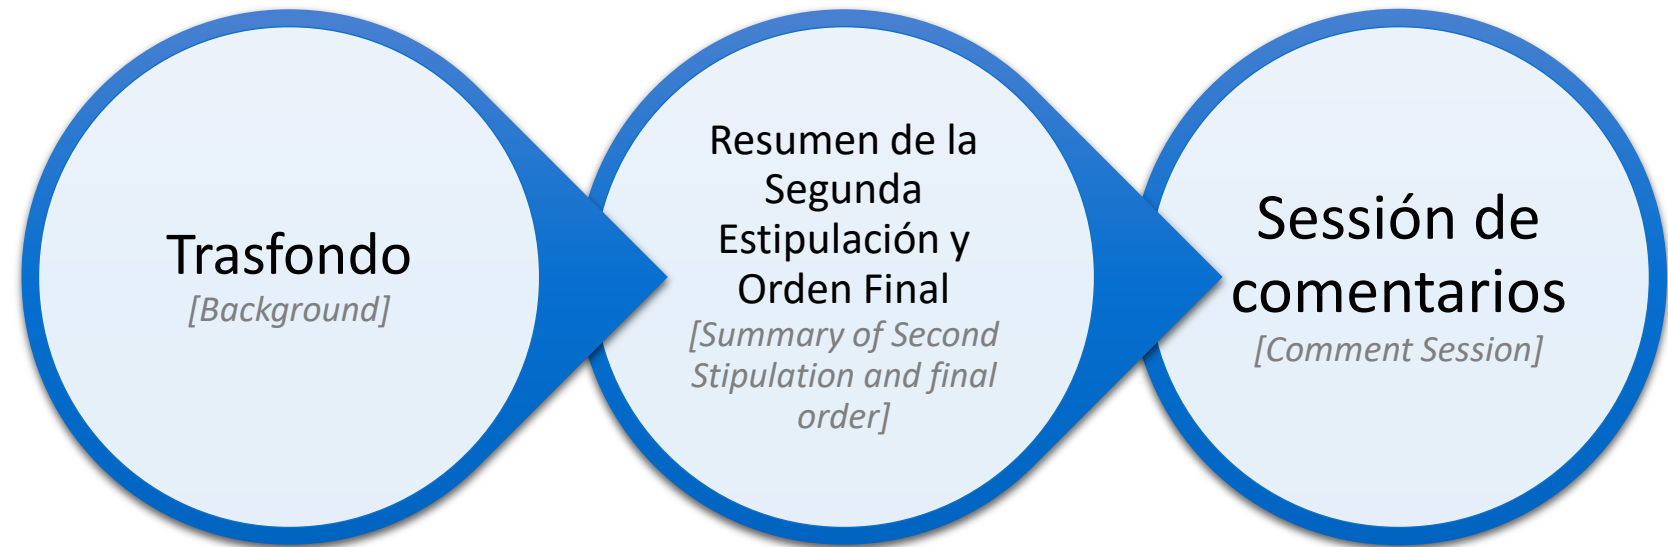 Trasfondo
[Background]
Resumen de la
Segunda
Estipulación y
Orden Final
[Summary of Second
Stipulation and final
order]
Sessión de
comentarios
[Comment Session]